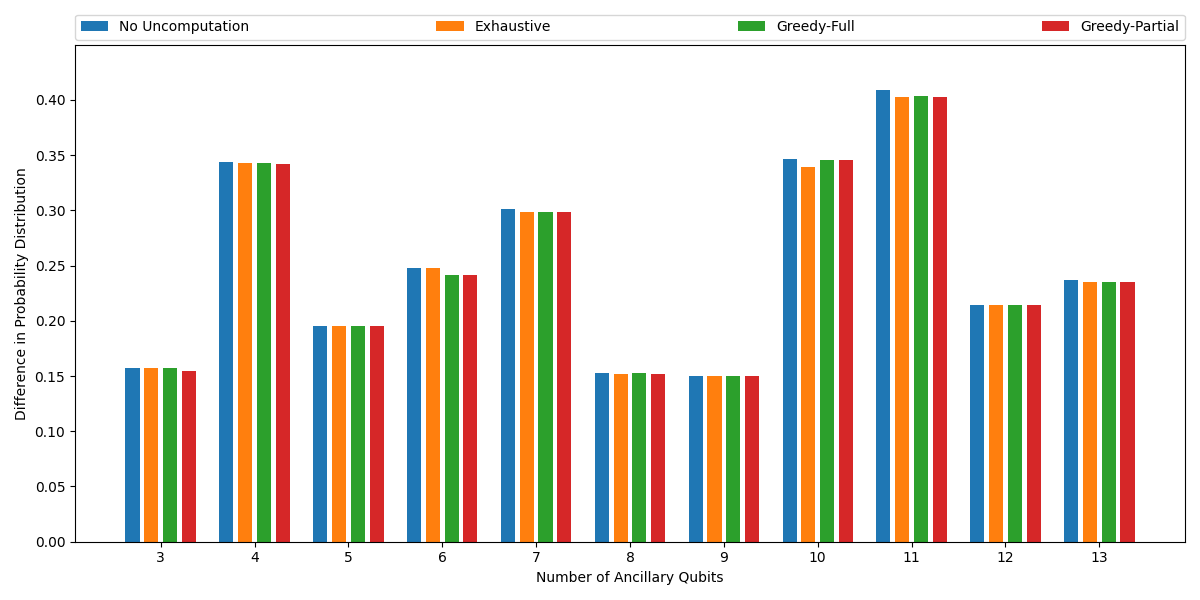 No Uncomputation Exhaustive Greedy-Full Greedy-Partial
Difference in Probability Distribution
0.40
0.35
0.30
0.25
0.20
0.15
0.10
0.05
0.00
3 4 5 6 7 8 9 10 11 12 13
Number of Ancillary Qubits